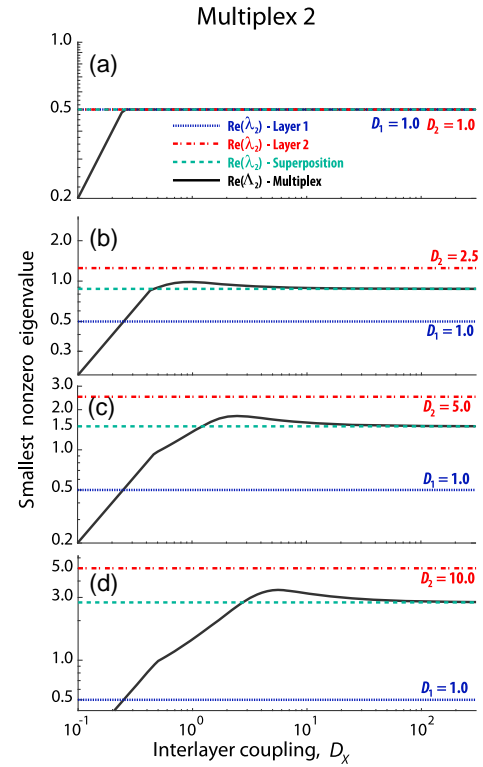 Multiplex 2
Smallest nonzero eigenvalue
(a)
1.0
0.5
0.2
D₁ = 1.0 D₂ = 1.0
Re(λ₂) - Layer 1
Re(λ₂) - Layer 2
Re(λ₂) - Superposition
Re(Λ₂) - Multiplex
(b)
2.0
1.0
0.5
0.3
D₂ = 2.5
D₁ = 1.0
(c)
3.0
2.0
1.5
1.0
0.5
0.2
D₂ = 5.0
D₁ = 1.0
(d)
5.0
3.0
1.0
0.5
D₂ = 10.0
D₁ = 1.0
10⁻¹ 10⁰ 10¹ 10²
Interlayer coupling, Dₓ